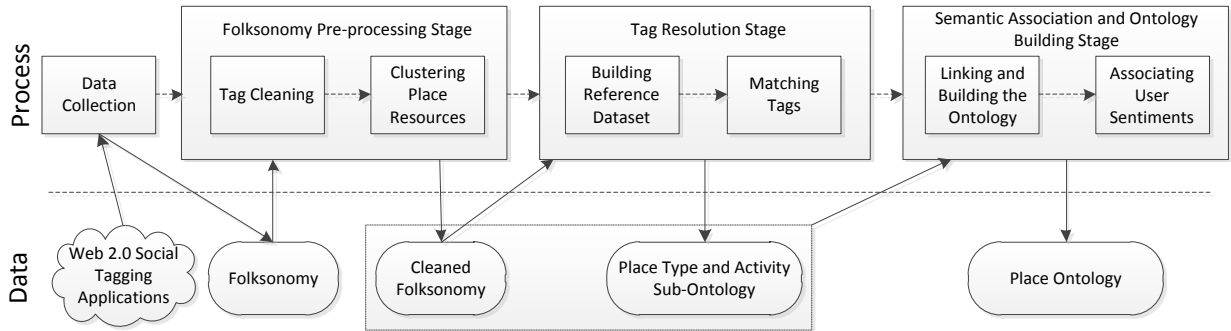 Process
Data
Collection
Folksonomy Pre-processing Stage
Tag Cleaning
Clustering
Place
Resources
Tag Resolution Stage
Building
Reference
Dataset
Matching
Tags
Semantic Association and Ontology
Building Stage
Linking and
Building the
Ontology
Associating
User
Sentiments
Data
Web 2.0 Social
Tagging
Applications
Folksonomy
Cleaned
Folksonomy
Place Type and Activity
Sub-Ontology
Place Ontology